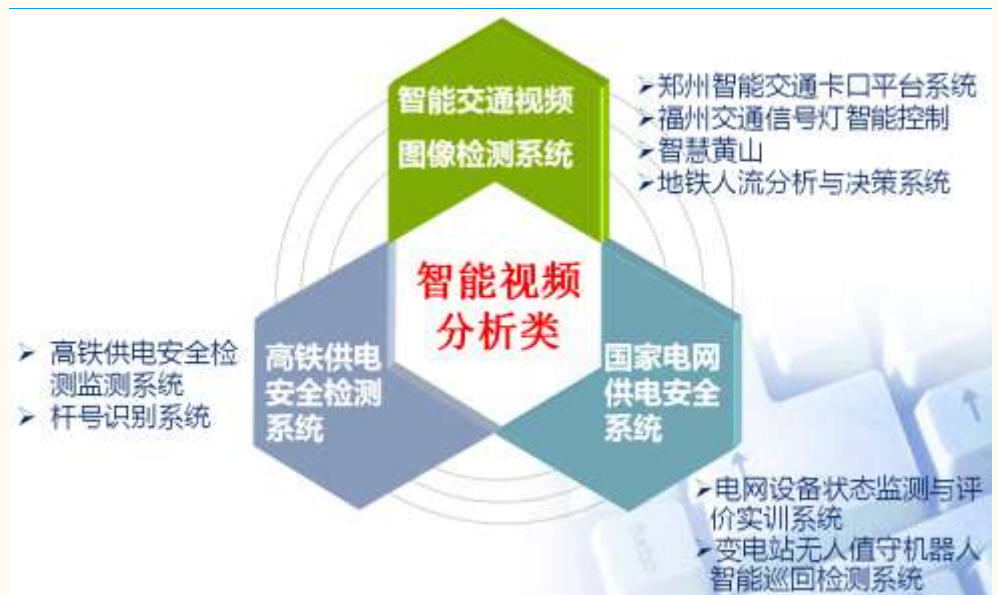 智能交通视频
图像检测系统
➢郑州智能交通卡口平台系统
➢福州交通信号灯智能控制
➢智慧黄山
➢地铁人流分析与决策系统
智能视频
分析类
➢ 高铁供电安全检
测监测系统
➢ 杆号识别系统
高铁供电
安全检测
系统
国家电网
供电安全
系统
➢电网设备状态监测与评
价实训系统
➢变电站无人值守机器人
智能巡回检测系统